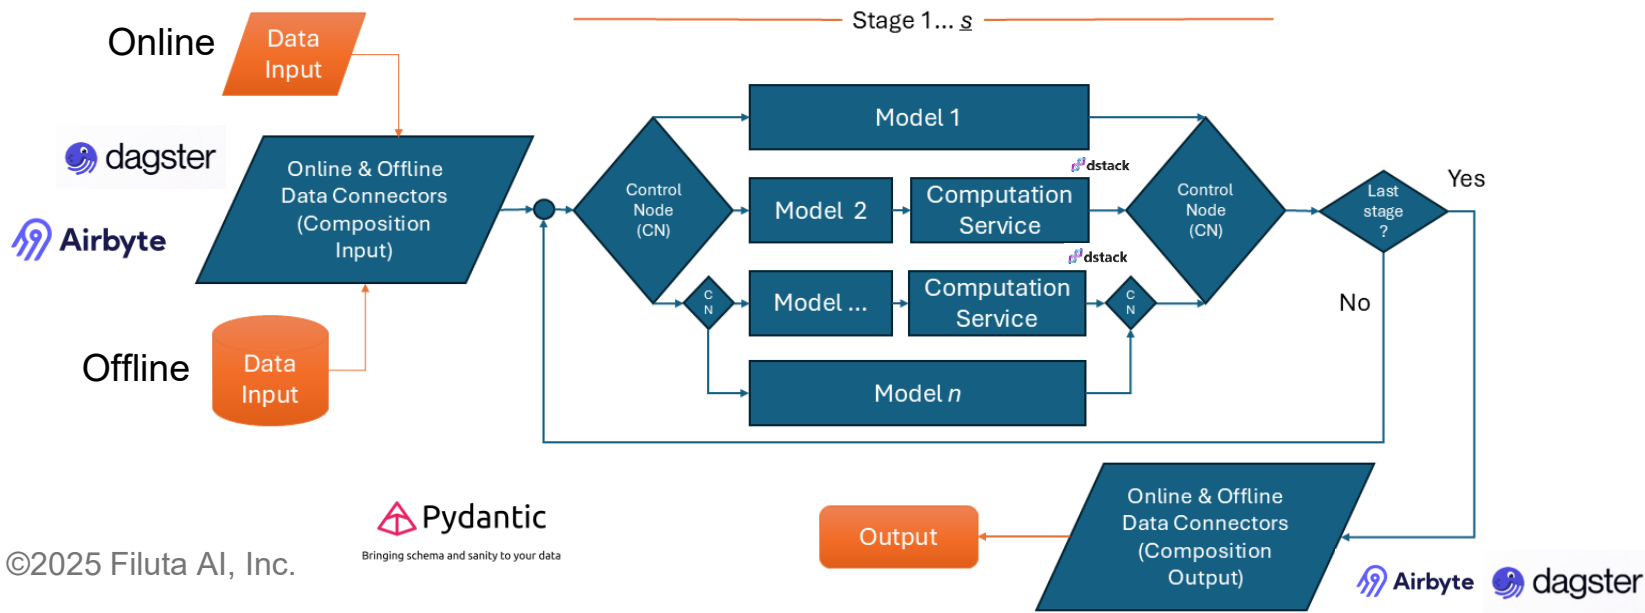 Stage 1... s
Online
Data
Input
dagster
Airbyte
Online & Offline
Data Connectors
(Composition
Input)
Offline
Data
Input
Control
Node
(CN)
Model 1
Model 2
dstack
Computation
Service
C
N
Model ...
dstack
Computation
Service
C
N
Model n
Control
Node
(CN)
Last
stage
?
Yes
No
Pydantic
Bringing schema and sanity to your data
Output
Online & Offline
Data Connectors
(Composition
Output)
Airbyte
dagster
©2025 Filuta AI, Inc.